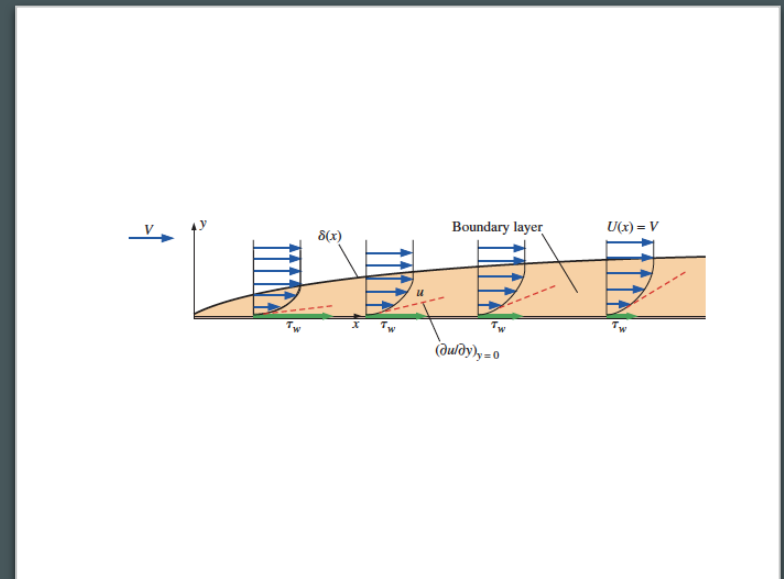 V
y
δ(x)
Boundary layer
U(x) = V
u
τw
x
τw
τw
τw
(∂u/∂y)y = 0